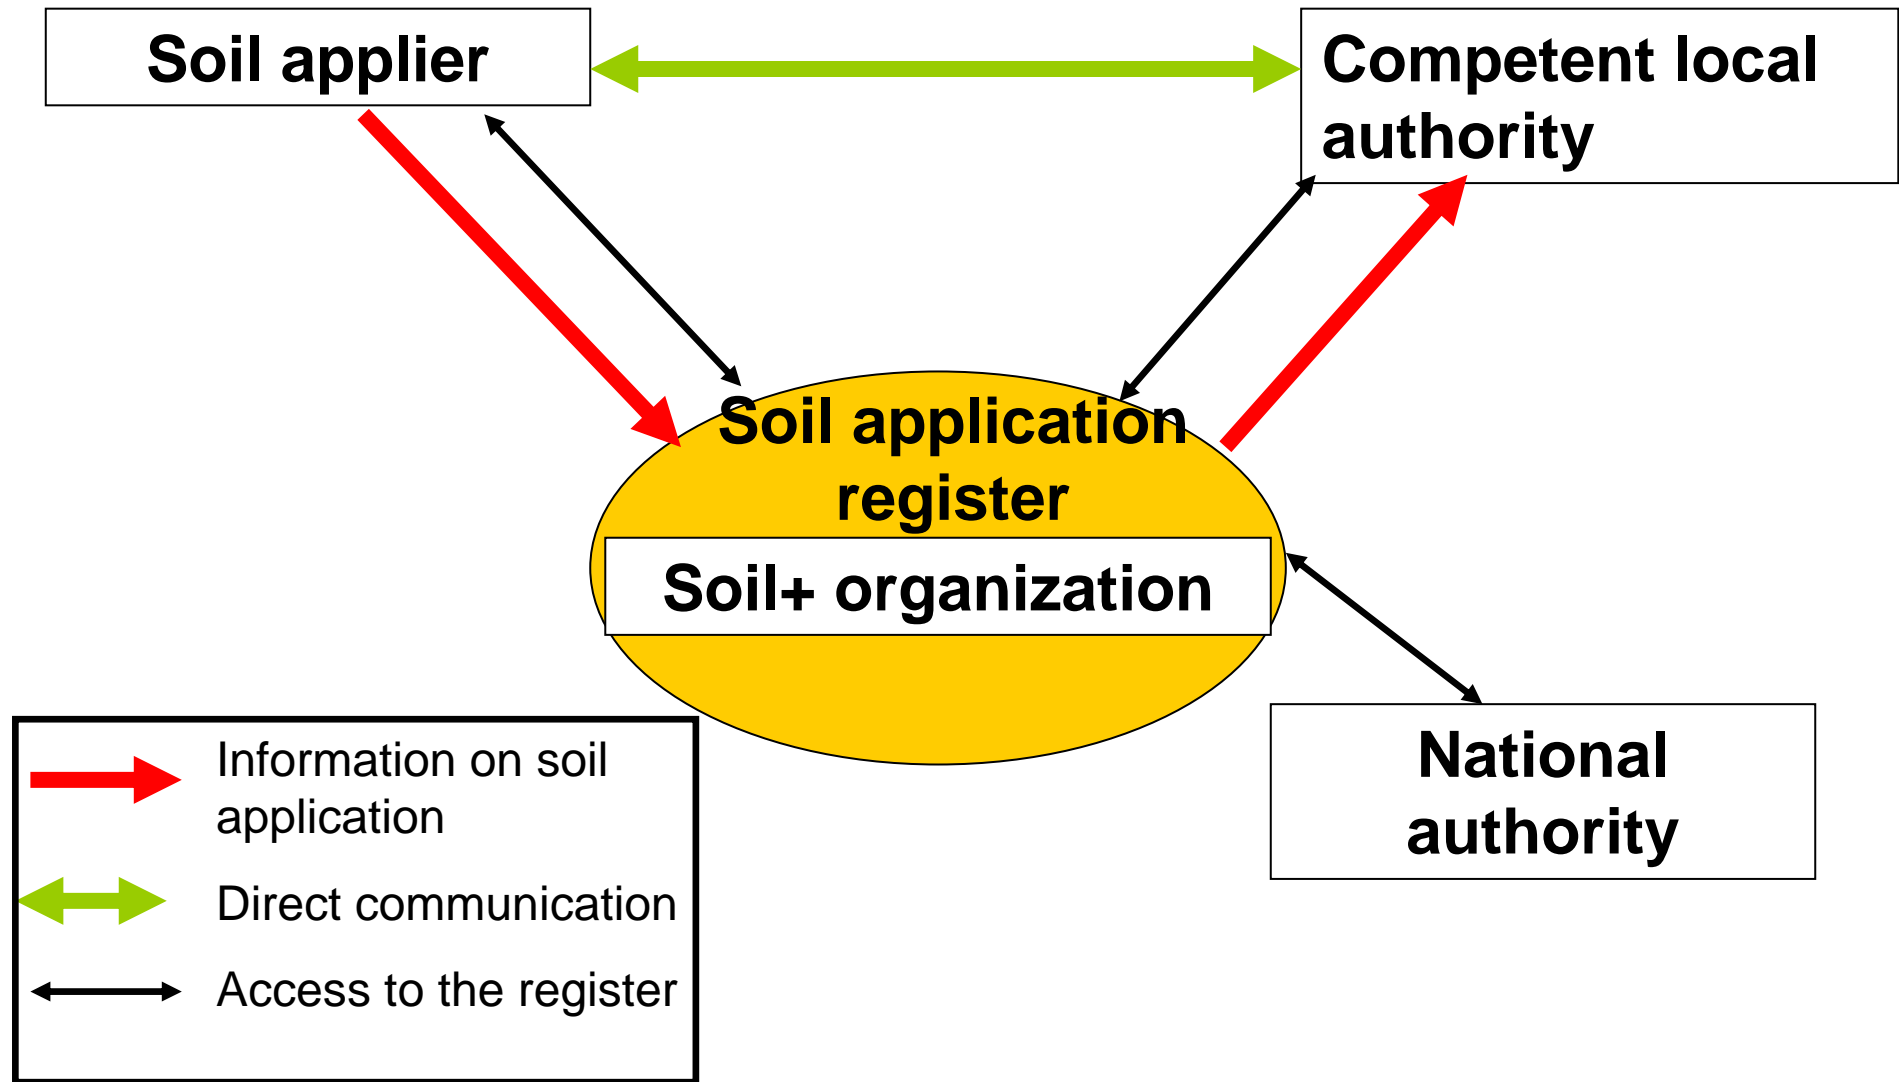 Soil applier
Competent local
authority
Soil application
register
Soil+ organization
National
authority
Information on soil
application
Direct communication
Access to the register